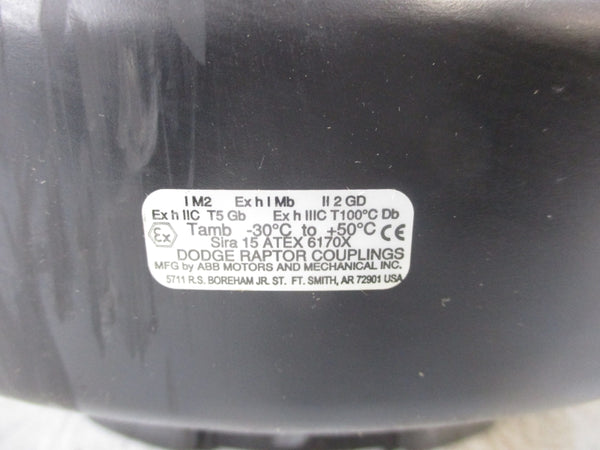 I M2 Ex h I Mb II 2 GD
Ex h IIC T5 Gb Ex h IIIC T100°C Db
Ex Tamb -30°C to +50°C CE
Sira 15 ATEX 6170X
DODGE RAPTOR COUPLINGS
MFG by ABB MOTORS AND MECHANICAL INC.
5711 R.S. BOREHAM JR. ST. FT. SMITH, AR 72901 USA